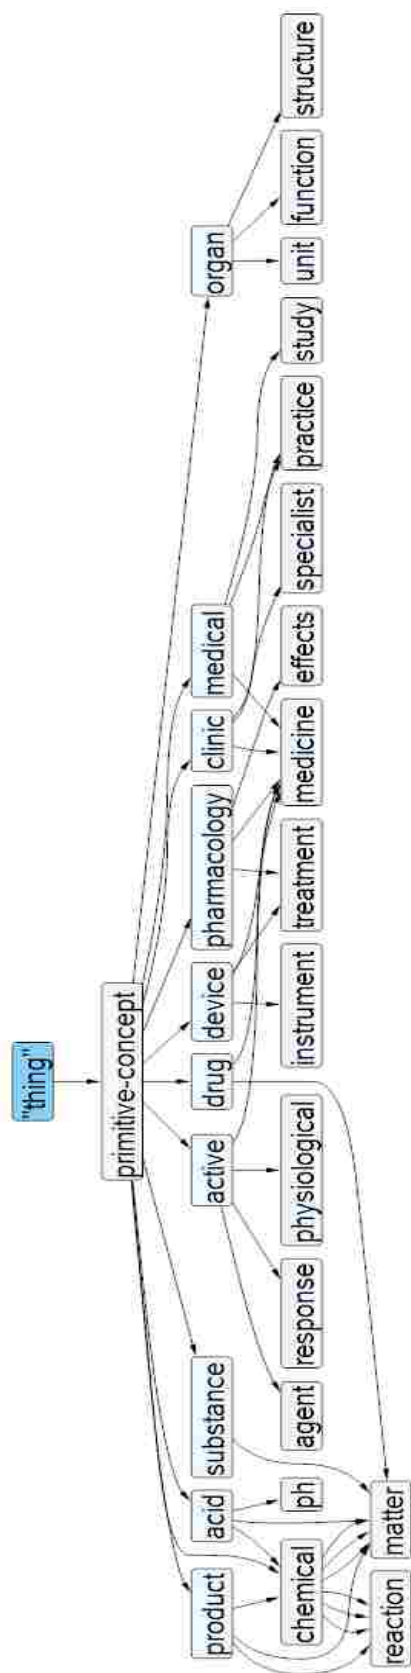 "thing"
primitive-concept
product acid substance active drug device pharmacology clinic medical organ
chemical iph agent response physiological instrument treatment medicine effects specialist practice study unit function structure
reaction matter